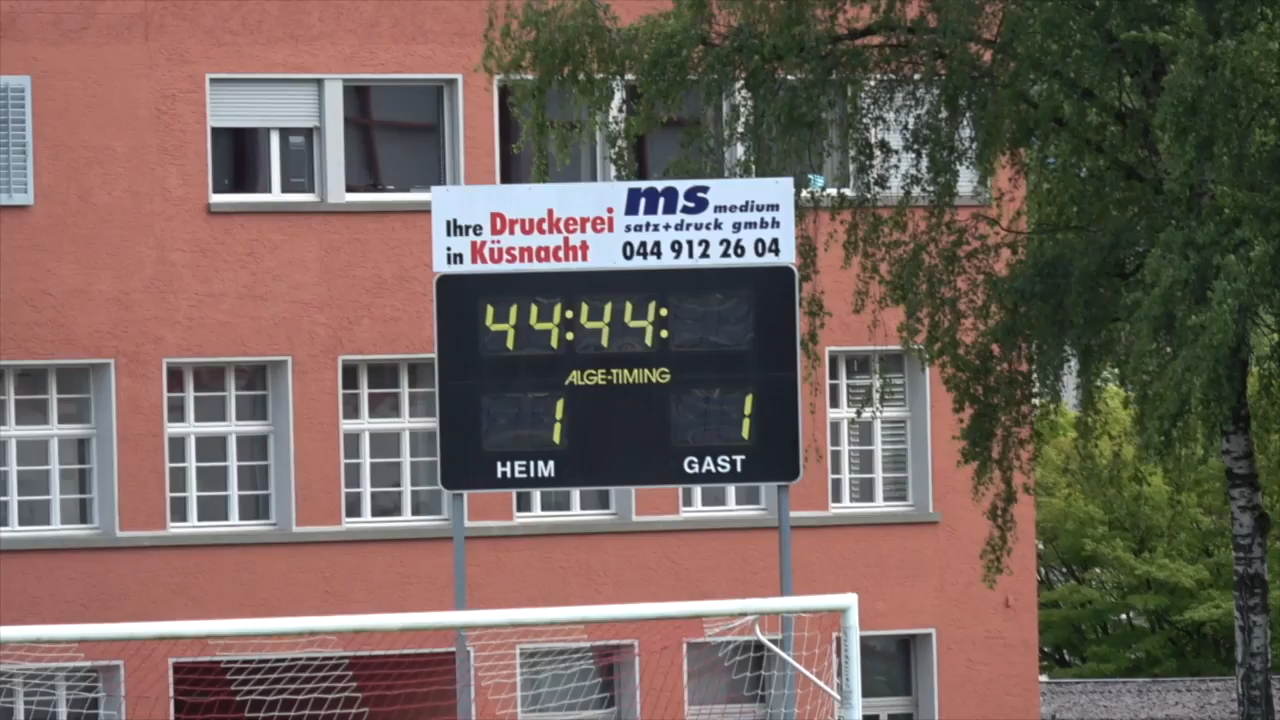 Ihre Druckerei
in Küsnacht
ms medium
satz+druck gmbh
044 912 26 04
44:44:
ALGE-TIMING
1 1
HEIM GAST